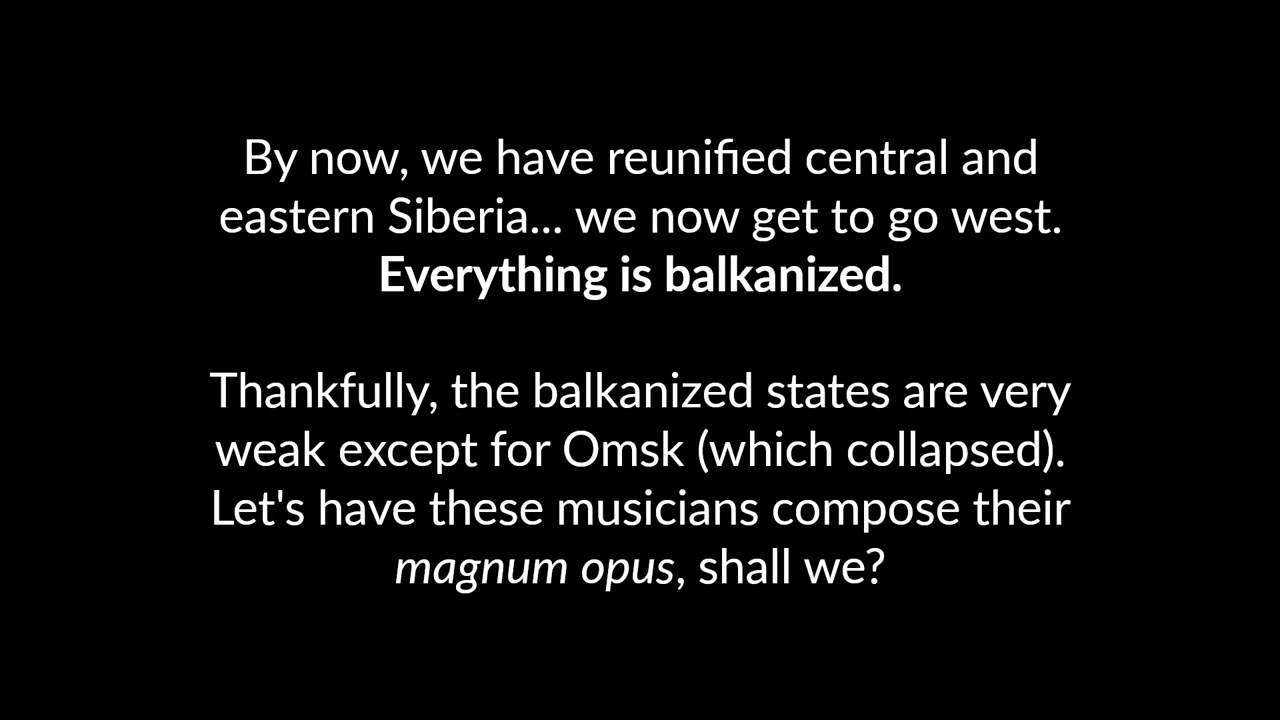 By now, we have reunified central and
eastern Siberia... we now get to go west.
Everything is balkanized.
Thankfully, the balkanized states are very
weak except for Omsk (which collapsed).
Let's have these musicians compose their
magnum opus, shall we?